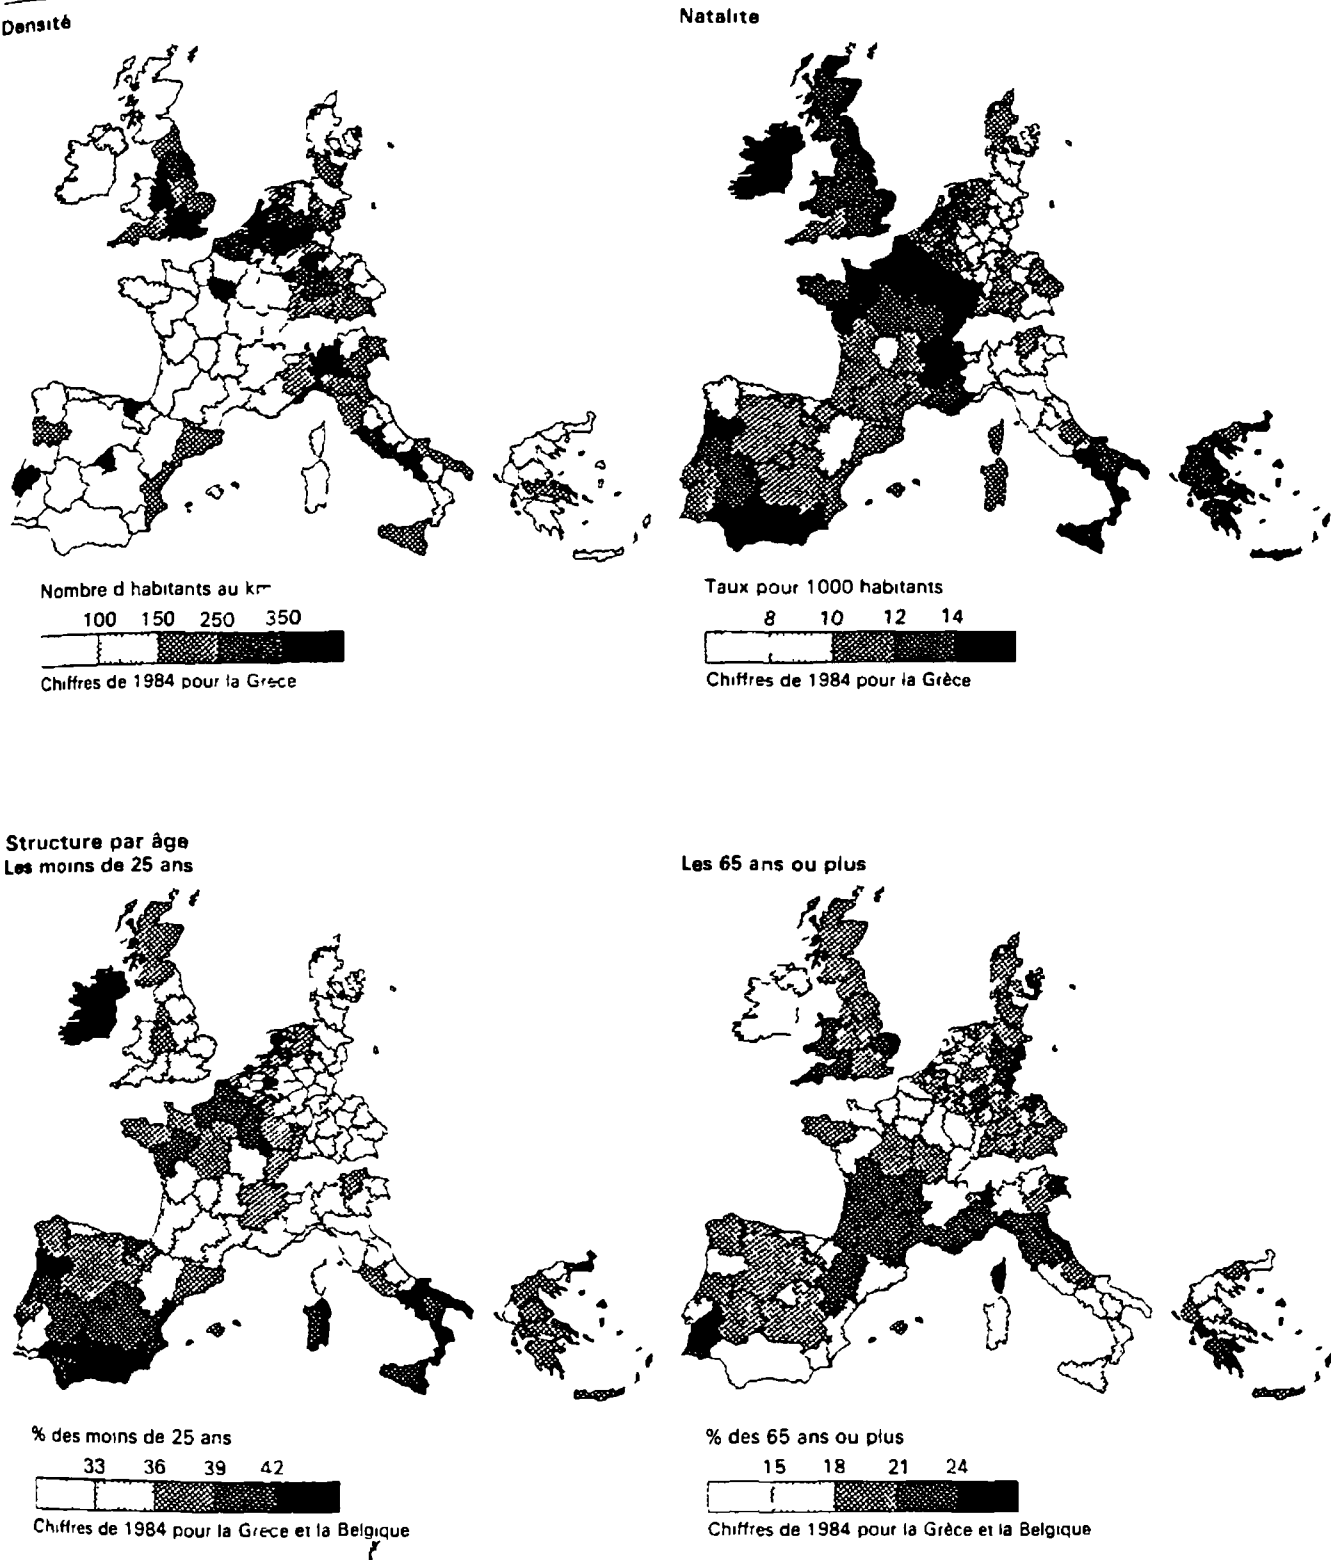 Densité
Nombre d habitants au km
100 150 250 350
Chiffres de 1984 pour la Grece
Natalite
Taux pour 1000 habitants
8 10 12 14
Chiffres de 1984 pour la Grèce
Structure par âge
Les moins de 25 ans
% des moins de 25 ans
33 36 39 42
Chiffres de 1984 pour la Grece et la Belgique
Les 65 ans ou plus
% des 65 ans ou plus
15 18 21 24
Chiffres de 1984 pour la Grèce et la Belgique